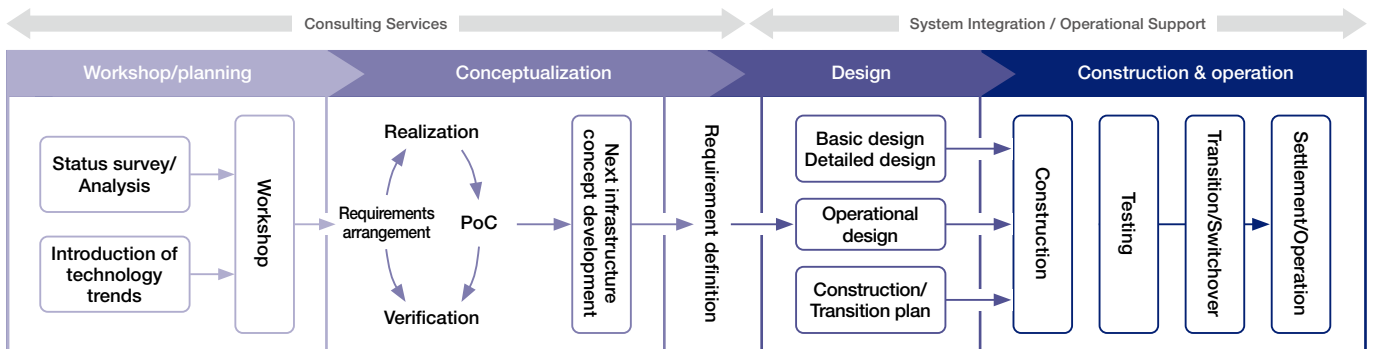 Consulting Services
System Integration / Operational Support
Workshop/planning
Conceptualization
Design
Construction & operation
Status survey/
Analysis
Introduction of
technology
trends
Workshop
Realization
Requirements
arrangement
PoC
Verification
Next infrastructure
concept development
Requirement definition
Basic design
Detailed design
Operational
design
Construction/
Transition plan
Construction
Testing
Transition/Switchover
Settlement/Operation